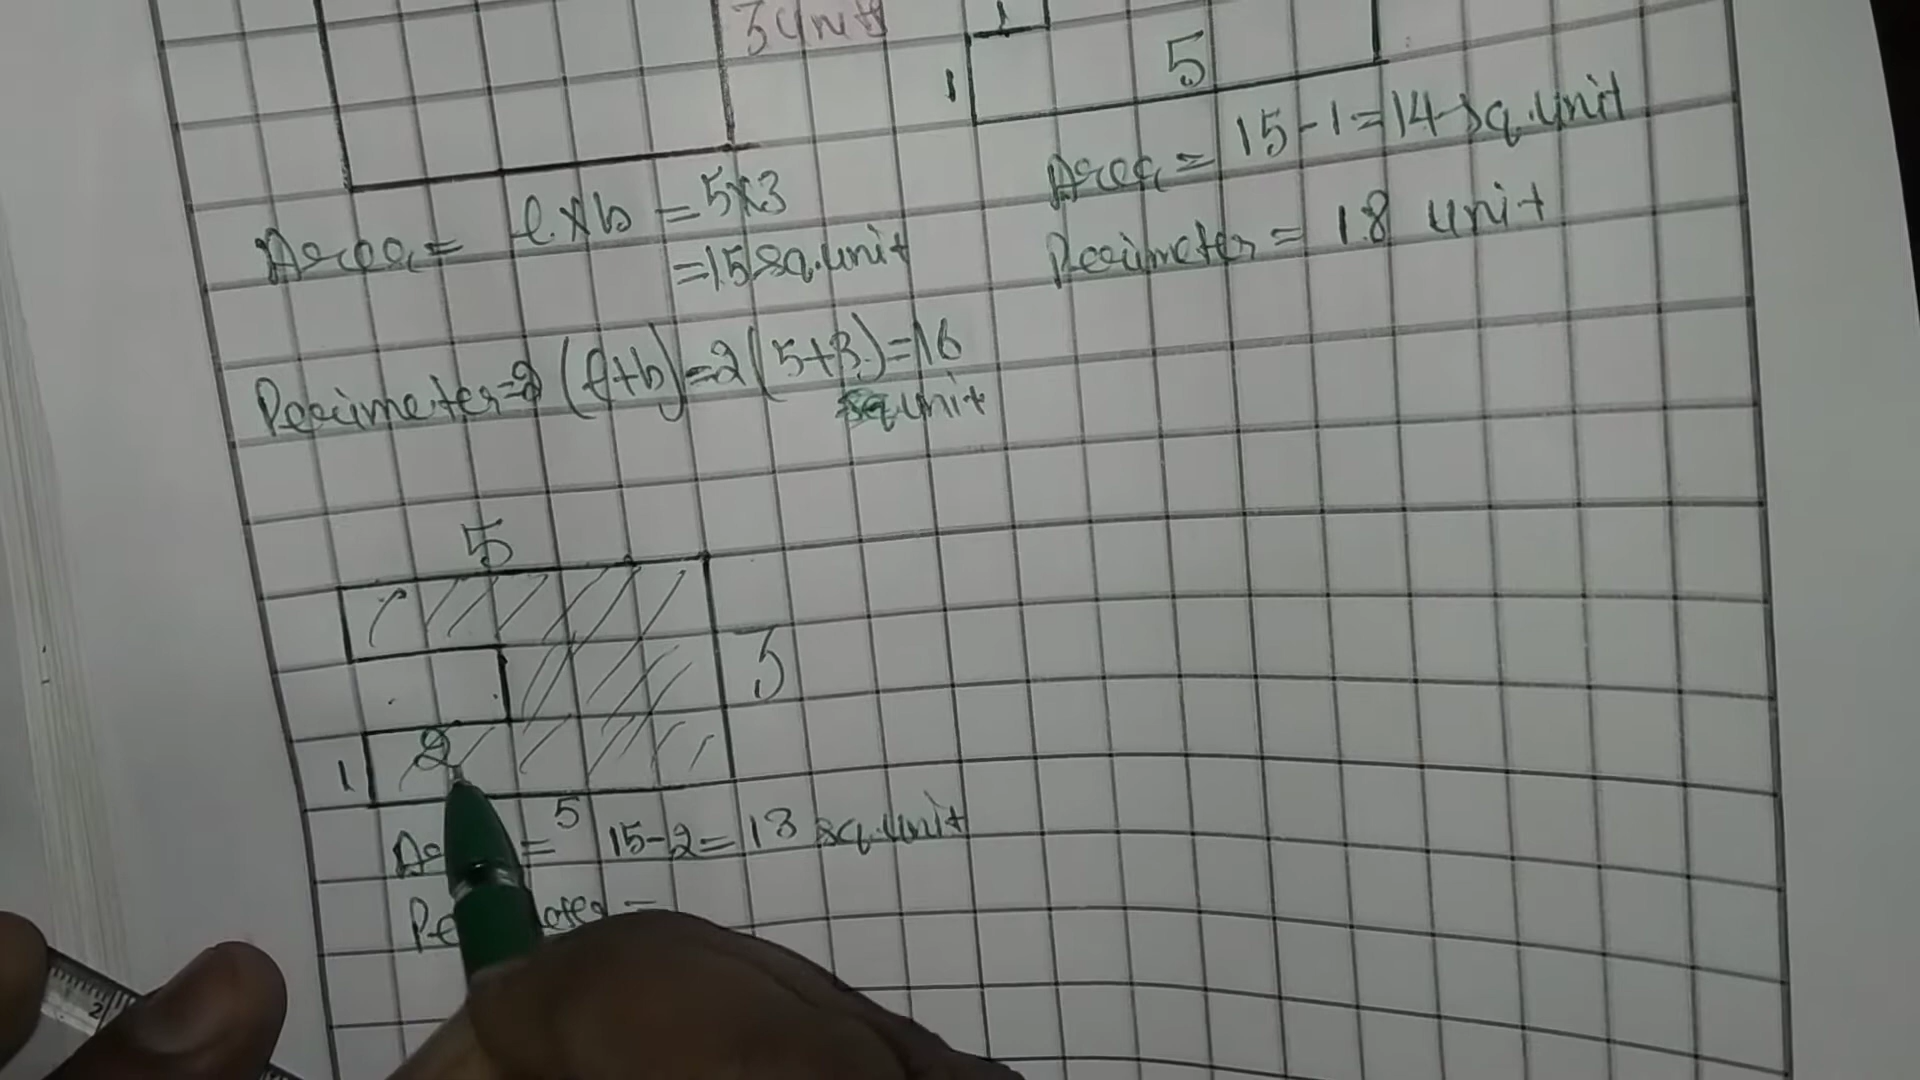 3 Unit
1
1
5
Area = l x b = 5x3
= 15 sq.unit
Perimeter = 2 (l+b) = 2 (5+3) = 16
unit
Area = 15-1 = 14 sq.unit
Perimeter = 18 unit
5
3
2
1
5
= 15-2 = 13 sq.unit